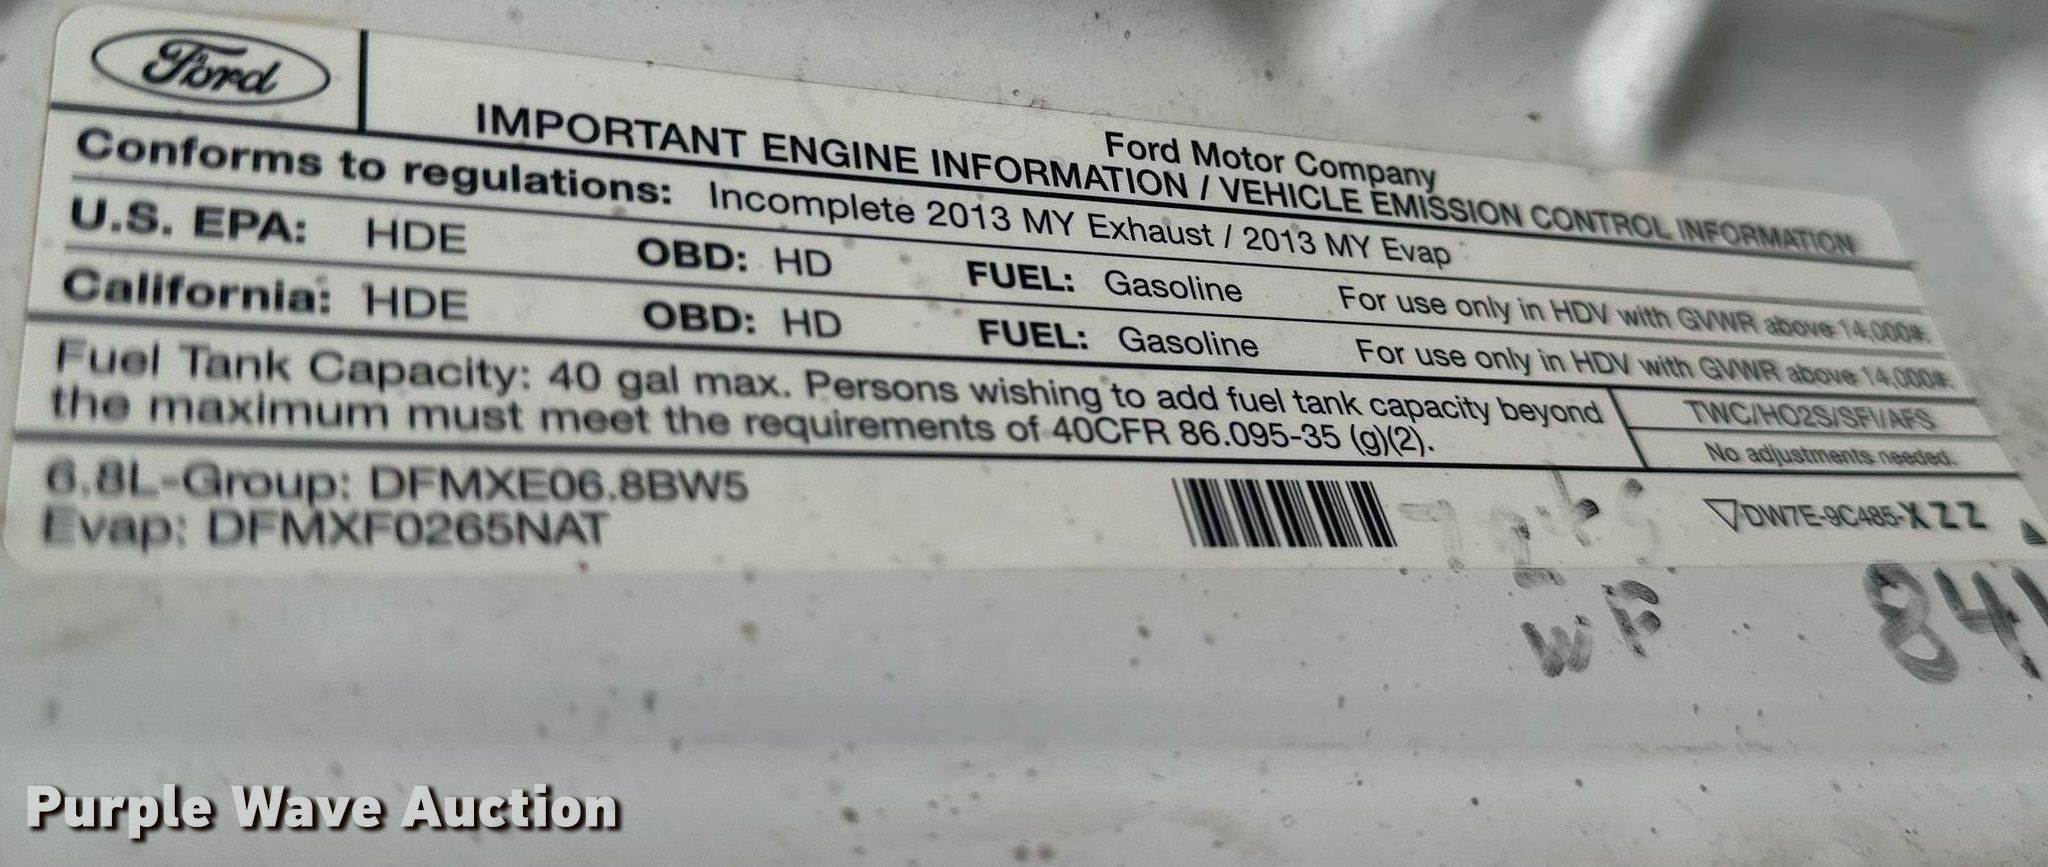 Ford
Ford Motor Company
IMPORTANT ENGINE INFORMATION / VEHICLE EMISSION CONTROL INFORMATION
Conforms to regulations: Incomplete 2013 MY Exhaust / 2013 MY Evap
U.S. EPA: HDE OBD: HD FUEL: Gasoline For use only in HDV with GVWR above 14,000#.
California: HDE OBD: HD FUEL: Gasoline For use only in HDV with GVWR above 14,000#.
Fuel Tank Capacity: 40 gal max. Persons wishing to add fuel tank capacity beyond
the maximum must meet the requirements of 40CFR 86.095-35 (g)(2).
TWC/HO2S/SFI/AFS
No adjustments needed.
6.8L-Group: DFMXE06.8BW5
Evap: DFMXF0265NAT
DW7E-9C485-XZZ
WF
841
Purple Wave Auction